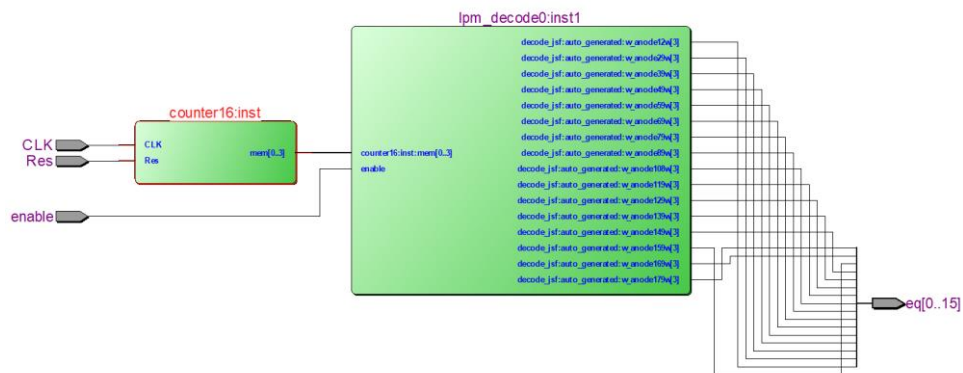 lpm_decode0:inst1
decode_jsf:auto_generated:w_anode12w[3]
decode_jsf:auto_generated:w_anode29w[3]
decode_jsf:auto_generated:w_anode39w[3]
decode_jsf:auto_generated:w_anode49w[3]
decode_jsf:auto_generated:w_anode59w[3]
decode_jsf:auto_generated:w_anode69w[3]
decode_jsf:auto_generated:w_anode79w[3]
decode_jsf:auto_generated:w_anode89w[3]
decode_jsf:auto_generated:w_anode108w[3]
decode_jsf:auto_generated:w_anode119w[3]
decode_jsf:auto_generated:w_anode129w[3]
decode_jsf:auto_generated:w_anode139w[3]
decode_jsf:auto_generated:w_anode149w[3]
decode_jsf:auto_generated:w_anode159w[3]
decode_jsf:auto_generated:w_anode169w[3]
decode_jsf:auto_generated:w_anode179w[3]
counter16:inst
CLK
Res
CLK
Res
mem[0..3]
counter16:inst:mem[0..3]
enable
enable
eq[0..15]